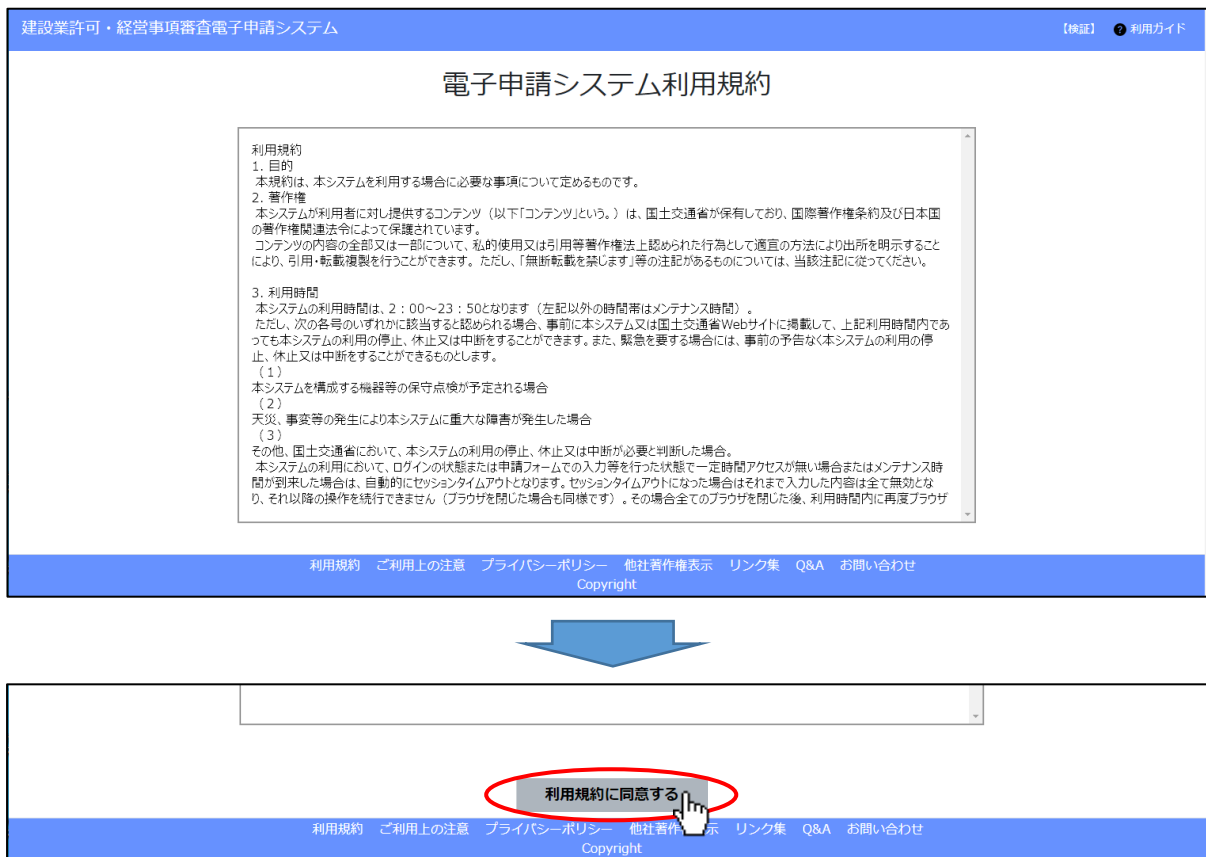 建設業許可・経営事項審査電子申請システム
【検証】 ? 利用ガイド
電子申請システム利用規約
利用規約
1. 目的
本規約は、本システムを利用する場合に必要な事項について定めるものです。
2. 著作権
本システムが利用者に対し提供するコンテンツ（以下「コンテンツ」という。）は、国土交通省が保有しており、国際著作権条約及び日本国
の著作権関連法令によって保護されています。
コンテンツの内容の全部又は一部について、私的使用又は引用等著作権法上認められた行為として適宜の方法により出所を明示すること
により、引用・転載複製を行うことができます。ただし、「無断転載を禁じます」等の注記があるものについては、当該注記に従ってください。
3. 利用時間
本システムの利用時間は、2：00～23：50となります（左記以外の時間帯はメンテナンス時間）。
ただし、次の各号のいずれかに該当すると認められる場合、事前に本システム又は国土交通省Webサイトに掲載して、上記利用時間内であ
っても本システムの利用の停止、休止又は中断をすることができます。また、緊急を要する場合には、事前の予告なく本システムの利用の停
止、休止又は中断をすることができるものとします。
（1）
本システムを構成する機器等の保守点検が予定される場合
（2）
天災、事変等の発生により本システムに重大な障害が発生した場合
（3）
その他、国土交通省において、本システムの利用の停止、休止又は中断が必要と判断した場合。
本システムの利用において、ログインの状態または申請フォームでの入力等を行った状態で一定時間アクセスが無い場合またはメンテナンス時
間が到来した場合は、自動的にセッションタイムアウトとなります。セッションタイムアウトになった場合はそれまで入力した内容は全て無効とな
り、それ以降の操作を続行できません（ブラウザを閉じた場合も同様です）。その場合全てのブラウザを閉じた後、利用時間内に再度ブラウザ
利用規約 ご利用上の注意 プライバシーポリシー 他社著作権表示 リンク集 Q&A お問い合わせ
Copyright
利用規約に同意する
利用規約 ご利用上の注意 プライバシーポリシー 他社著作 示 リンク集 Q&A お問い合わせ
Copyright